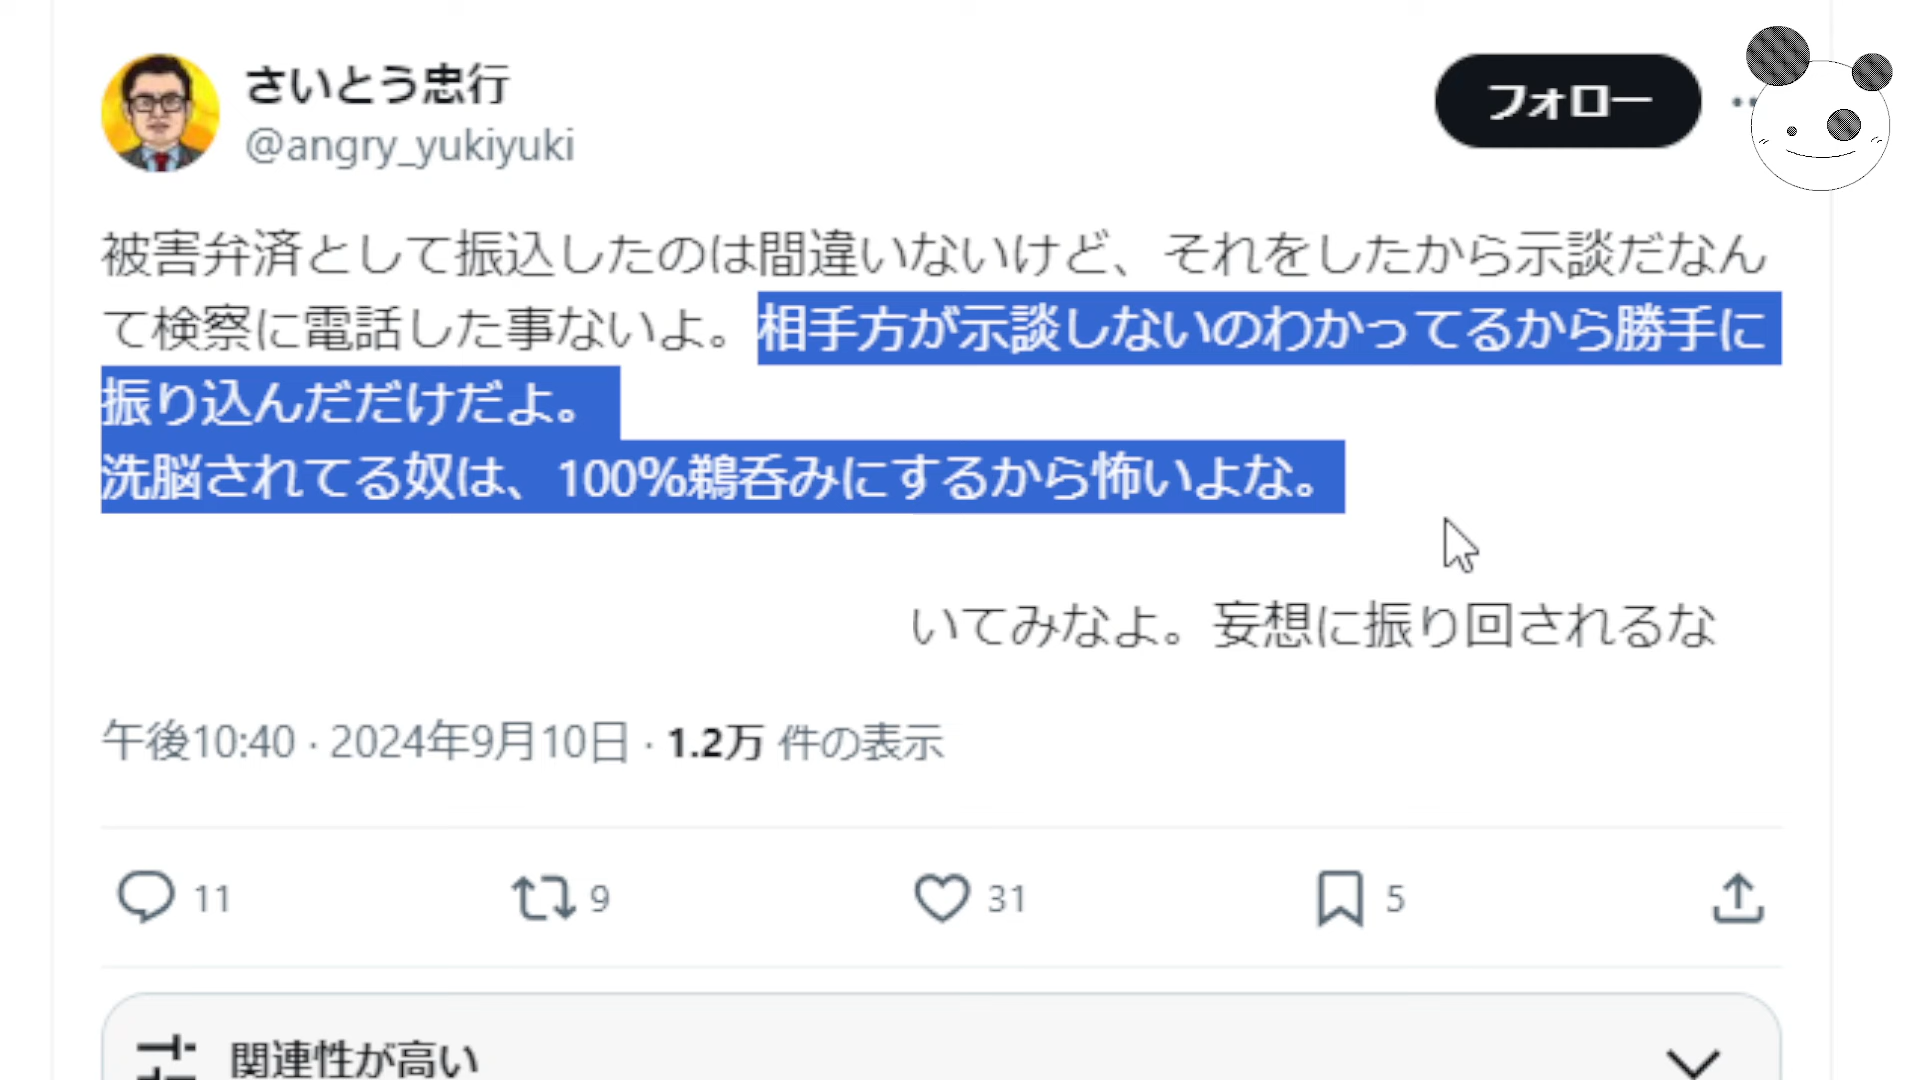 さいとう忠行
@angry_yukiyuki
フォロー
被害弁済として振込したのは間違いないけど、それをしたから示談だなん
て検察に電話した事ないよ。相手方が示談しないのわかってるから勝手に
振り込んだだけだよ。
洗脳されてる奴は、100%鵜呑みにするから怖いよな。
いてみなよ。妄想に振り回されるな
午後10:40 · 2024年9月10日 · 1.2万 件の表示
11
9
31
5
関連性が高い